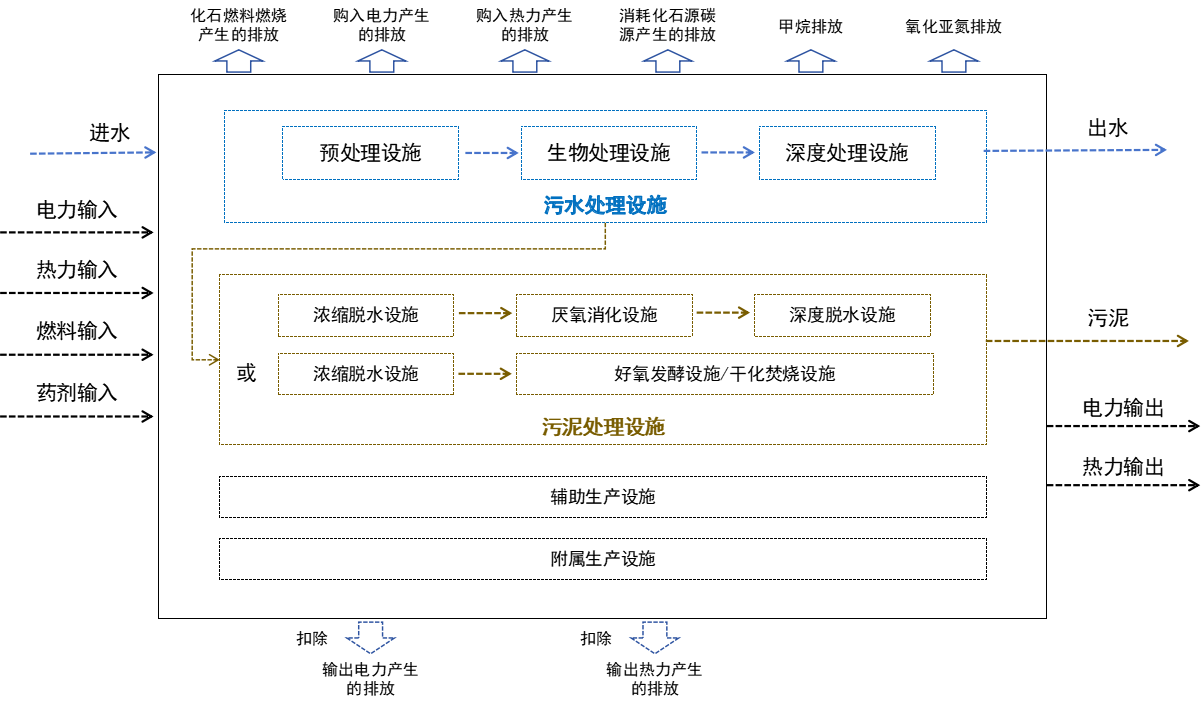 化石燃料燃烧
产生的排放
购入电力产生
的排放
购入热力产生
的排放
消耗化石源碳
源产生的排放
甲烷排放
氧化亚氮排放
进水
出水
预处理设施
生物处理设施
深度处理设施
污水处理设施
电力输入
热力输入
燃料输入
药剂输入
浓缩脱水设施
厌氧消化设施
深度脱水设施
或
浓缩脱水设施
好氧发酵设施/干化焚烧设施
污泥处理设施
污泥
电力输出
热力输出
辅助生产设施
附属生产设施
扣除
输出电力产生
的排放
扣除
输出热力产生
的排放